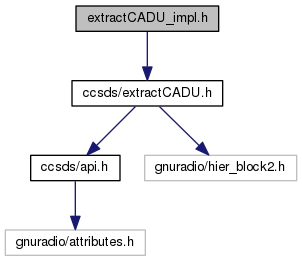 extractCADU_impl.h
ccsds/extractCADU.h
ccsds/api.h
gnuradio/hier_block2.h
gnuradio/attributes.h